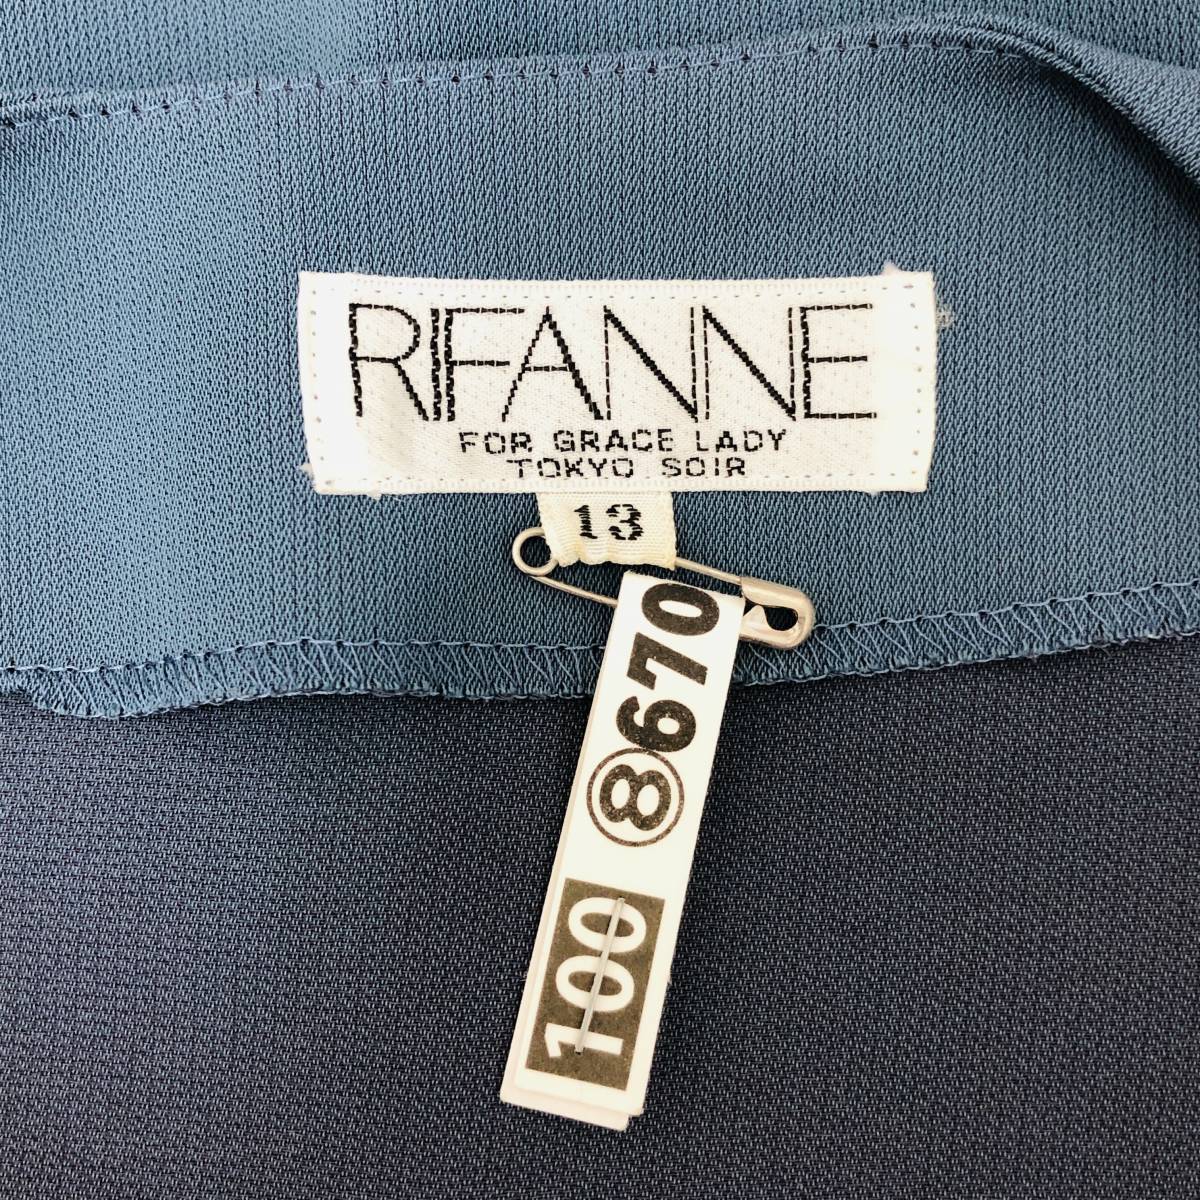 RIFANNE
FOR GRACE LADY
TOKYO SOIR
13
100 ⑧670